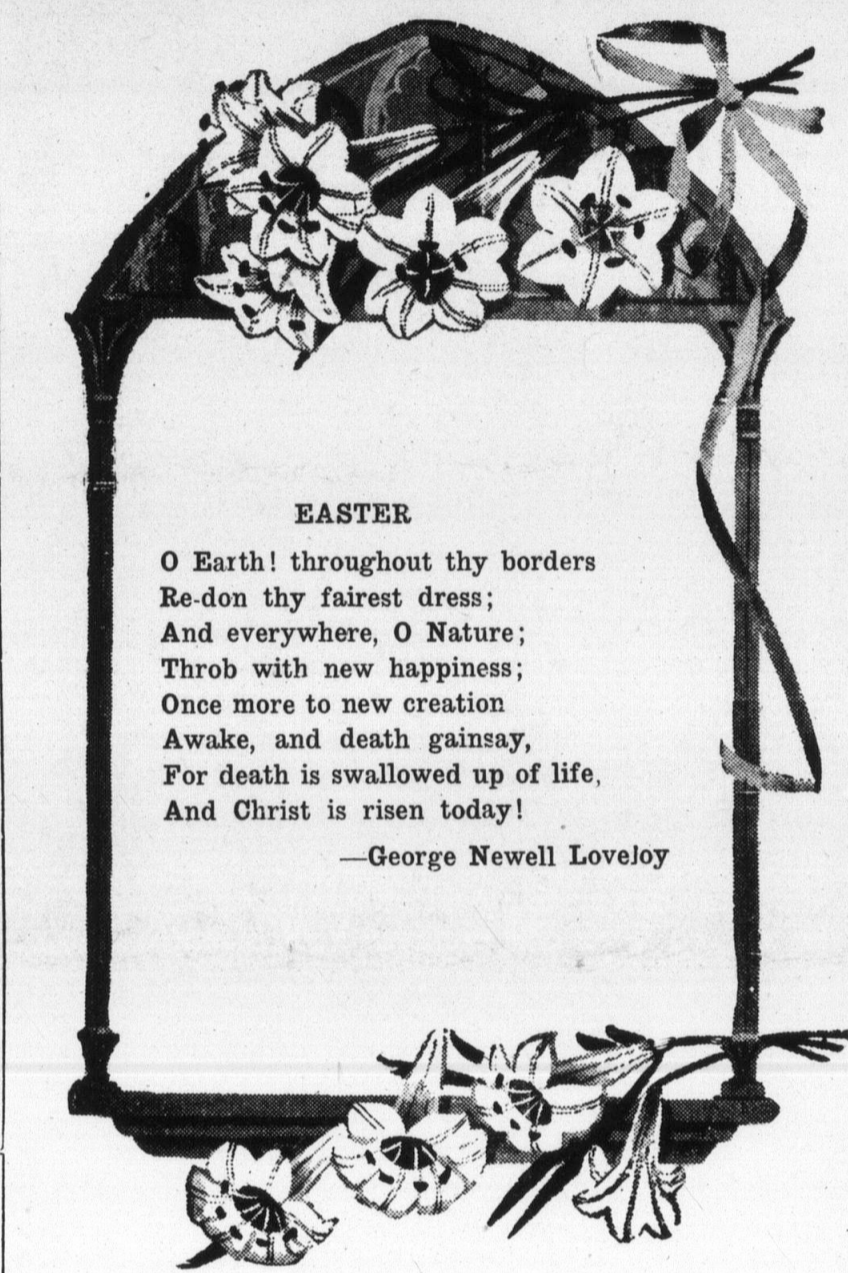 EASTER
O Earth! throughout thy borders
Re-don thy fairest dress;
And everywhere, O Nature;
Throb with new happiness;
Once more to new creation
Awake, and death gainsay,
For death is swallowed up of life,
And Christ is risen today!
—George Newell Lovejoy